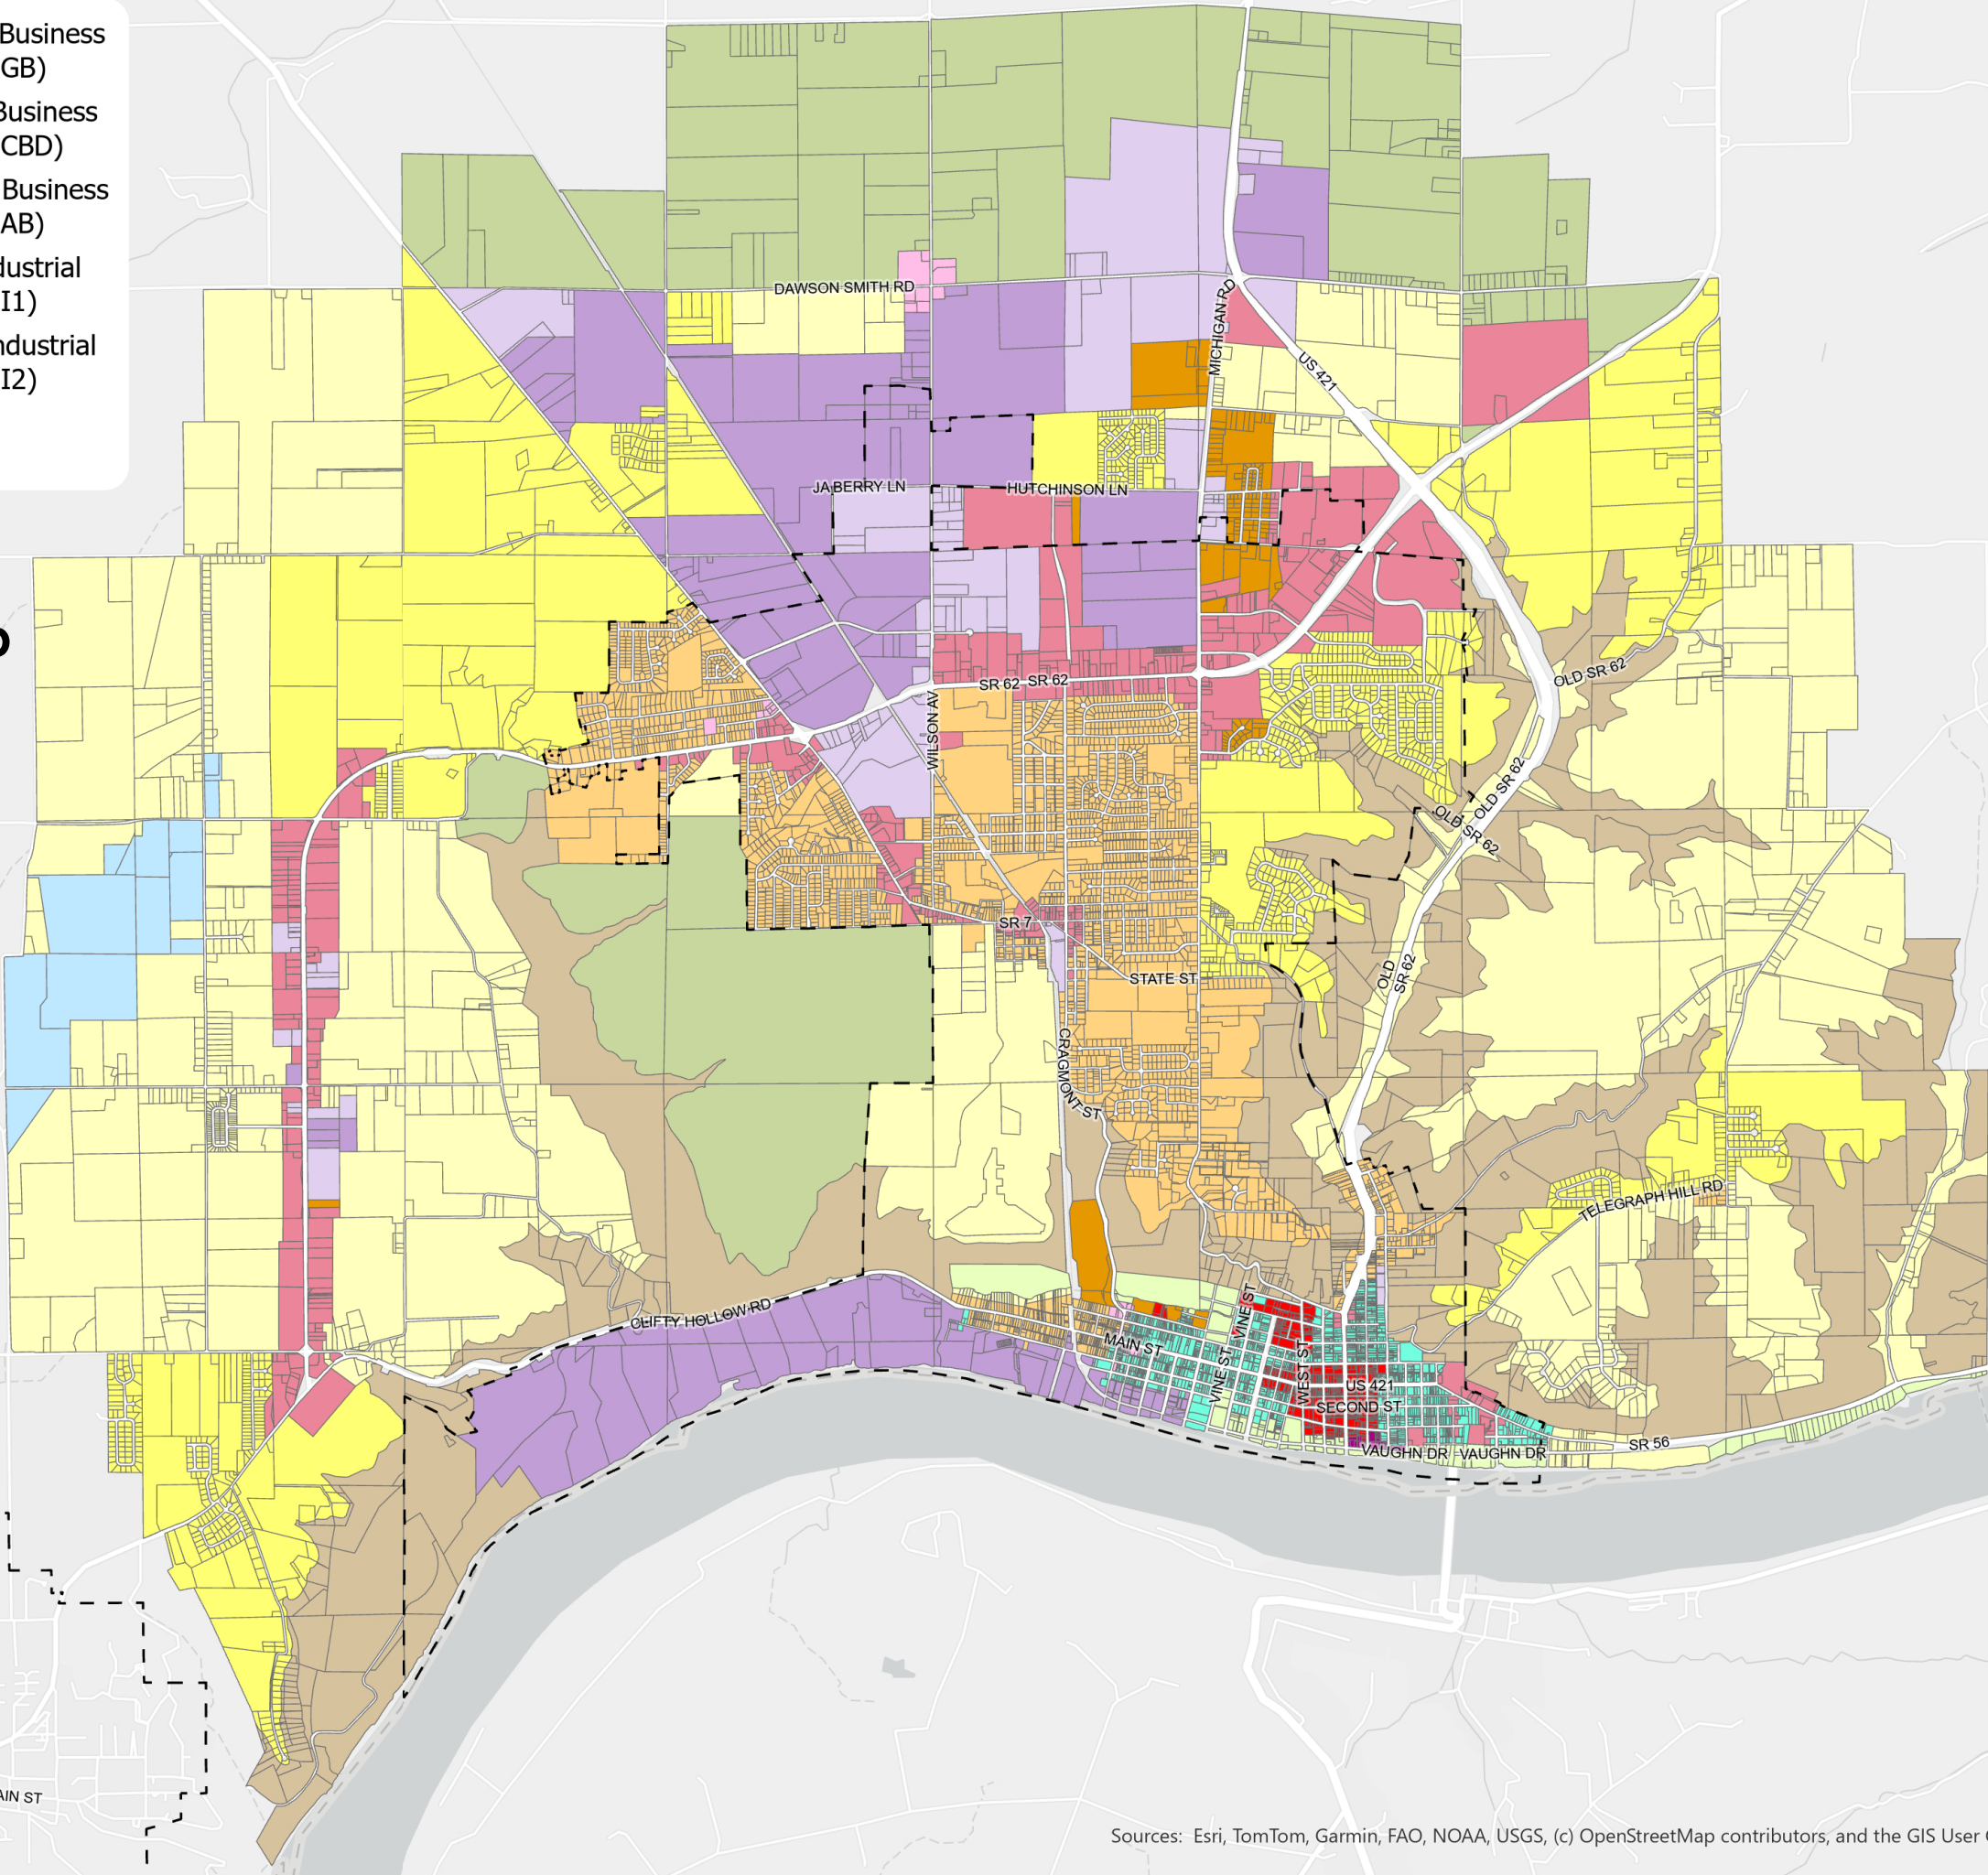 Business
GB)
Business
CBD)
Business
AB)
dustrial
I1)
ndustrial
I2)
DAWSON SMITH RD
MICHIGAN RD
US 421
JA BERRY LN
HUTCHINSON LN
OLD SR 62
SR 62
SR 62
WILSON AV
OLD SR 62
OLD SR 62
SR 7
STATE ST
OLD
SR 62
CRAGMONT ST
TELEGRAPH HILL RD
CLIFTY HOLLOW RD
VINE ST
MAIN ST
VINE ST
WEST ST
US 421
SECOND ST
VAUGHN DR
VAUGHN DR
SR 56
AIN ST
Sources: Esri, TomTom, Garmin, FAO, NOAA, USGS, (c) OpenStreetMap contributors, and the GIS User